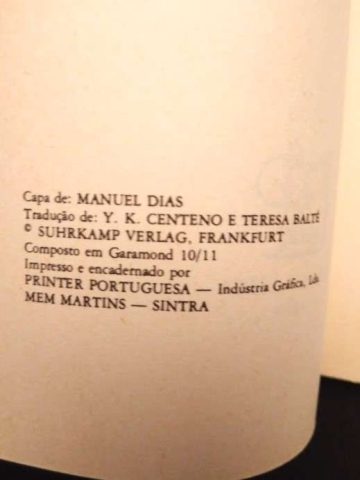 Capa de: MANUEL DIAS
Tradução de: Y. K. CENTENO E TERESA BALTÉ
© SUHRKAMP VERLAG, FRANKFURT
Composto em Garamond 10/11
Impresso e encadernado por
PRINTER PORTUGUESA — Indústria Gráfica, Lda
MEM MARTINS — SINTRA